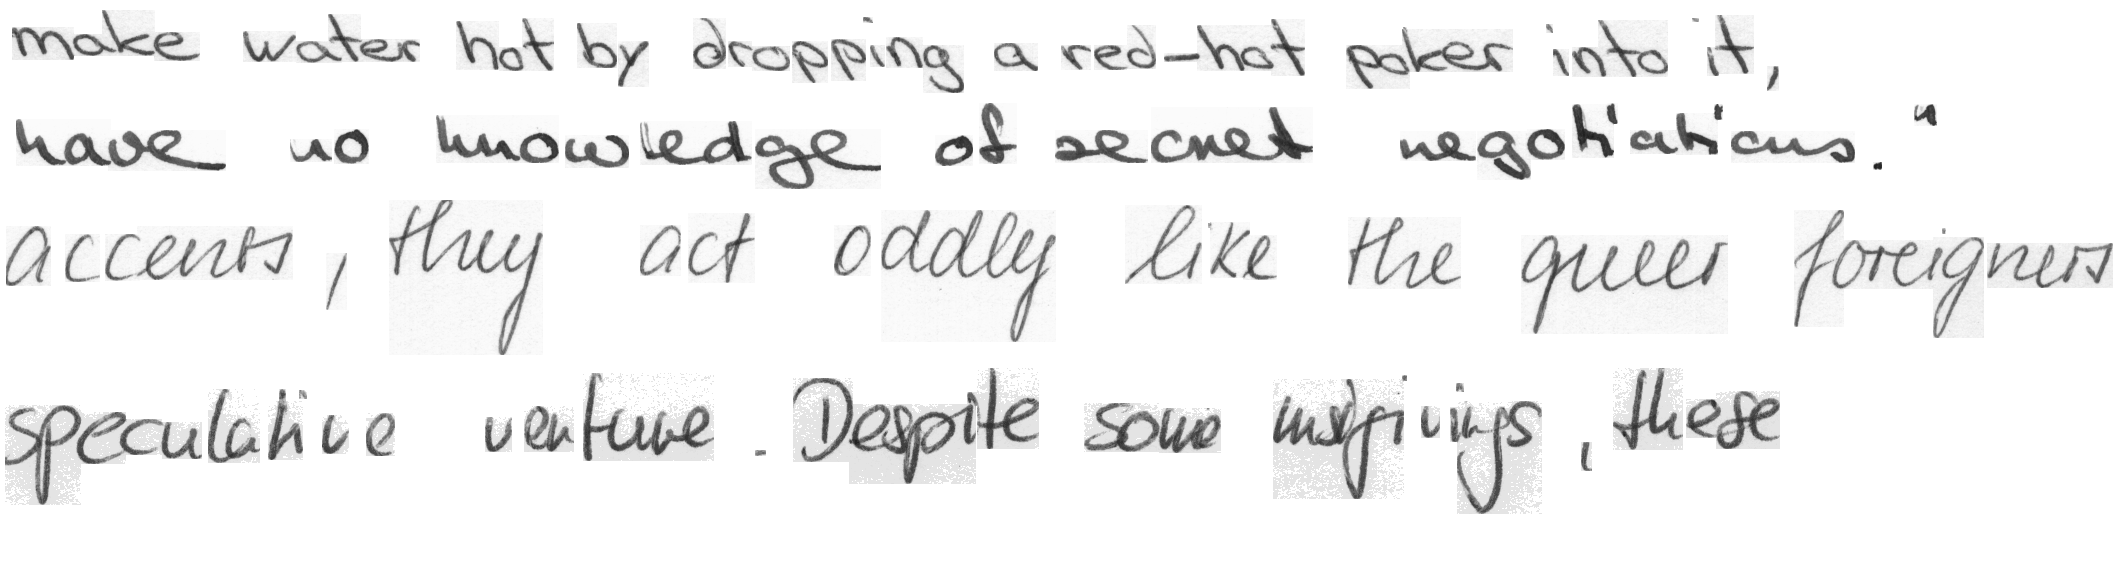 make water hot by dropping a red-hot poker into it,
have no knowledge of secret negotiations."
accents, they act oddly like the queer foreigners
speculative venture. Despite some misgivings, these